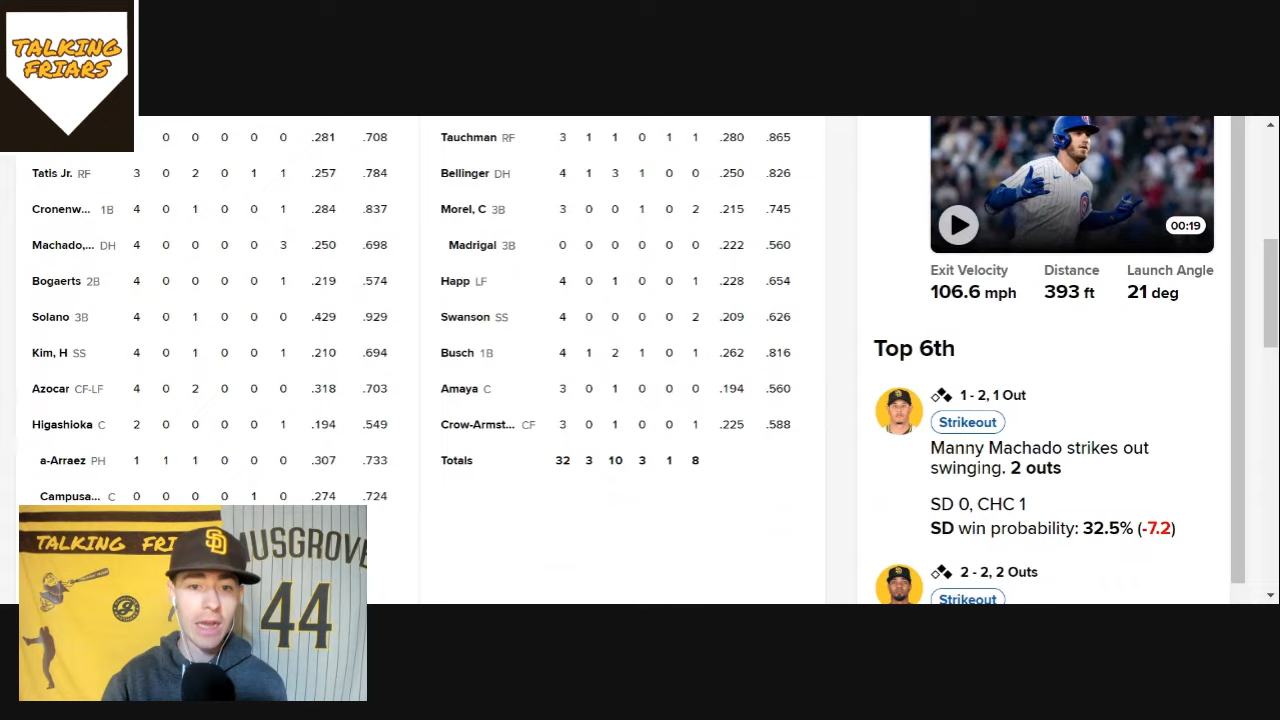 TALKING
FRIARS
0 0 0 0 0 .281 .708
Tatis Jr. RF 3 0 2 0 1 1 .257 .784
Cronenw... 1B 4 0 1 0 0 1 .284 .837
Machado,... DH 4 0 0 0 0 3 .250 .698
Bogaerts 2B 4 0 0 0 0 1 .219 .574
Solano 3B 4 0 1 0 0 0 .429 .929
Kim, H SS 4 0 1 0 0 1 .210 .694
Azocar CF-LF 4 0 2 0 0 0 .318 .703
Higashioka C 2 0 0 0 0 1 .194 .549
a-Arraez PH 1 1 1 0 0 0 .307 .733
Campusa... C 0 0 0 0 1 0 .274 .724
Tauchman RF 3 1 1 0 1 1 .280 .865
Bellinger DH 4 1 3 1 0 0 .250 .826
Morel, C 3B 3 0 0 1 0 2 .215 .745
Madrigal 3B 0 0 0 0 0 0 .222 .560
Happ LF 4 0 1 0 0 1 .228 .654
Swanson SS 4 0 0 0 0 2 .209 .626
Busch 1B 4 1 2 1 0 1 .262 .816
Amaya C 3 0 1 0 0 0 .194 .560
Crow-Armst... CF 3 0 1 0 0 1 .225 .588
Totals 32 3 10 3 1 8
00:19
Exit Velocity Distance Launch Angle
106.6 mph 393 ft 21 deg
Top 6th
1 - 2, 1 Out
Strikeout
Manny Machado strikes out
swinging. 2 outs
SD 0, CHC 1
SD win probability: 32.5% (-7.2)
2 - 2, 2 Outs
Strikeout
TALKING FRI
SD
MUSGROVE
44